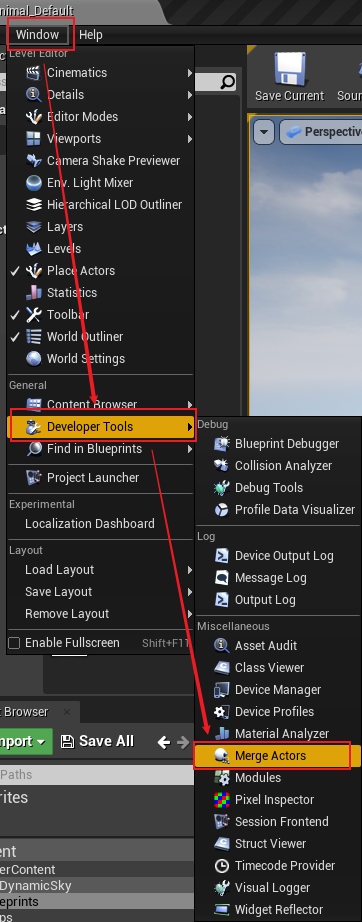 nimal_Default
Window
Help
Level Editor
Cinematics
Details
Editor Modes
Viewports
Camera Shake Previewer
Env. Light Mixer
Hierarchical LOD Outliner
Layers
Levels
Place Actors
Statistics
Toolbar
World Outliner
World Settings
General
Content Browser
Developer Tools
Find in Blueprints
Project Launcher
Experimental
Localization Dashboard
Layout
Load Layout
Save Layout
Remove Layout
Enable Fullscreen Shift+F11
Save Current
Sour
Perspective
Debug
Blueprint Debugger
Collision Analyzer
Debug Tools
Profile Data Visualizer
Log
Device Output Log
Message Log
Output Log
Miscellaneous
Asset Audit
Class Viewer
Device Manager
Device Profiles
Material Analyzer
Merge Actors
Modules
Pixel Inspector
Session Frontend
Struct Viewer
Timecode Provider
Visual Logger
Widget Reflector
t Browser
mport
Save All
Paths
rites
ent
erContent
DynamicSky
eprints
ps